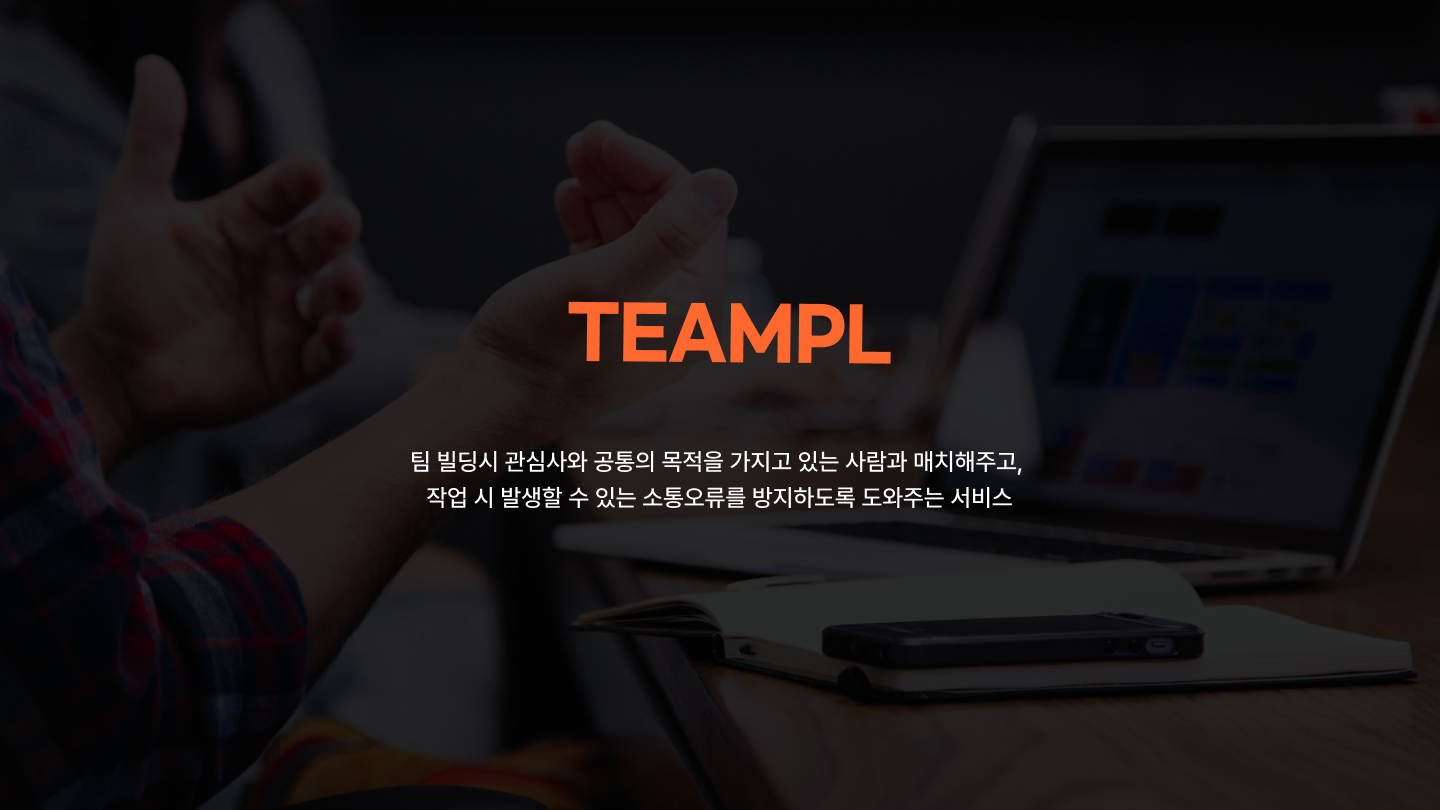 TEAMPL
팀 빌딩시 관심사와 공통의 목적을 가지고 있는 사람과 매치해주고,
작업 시 발생할 수 있는 소통오류를 방지하도록 도와주는 서비스